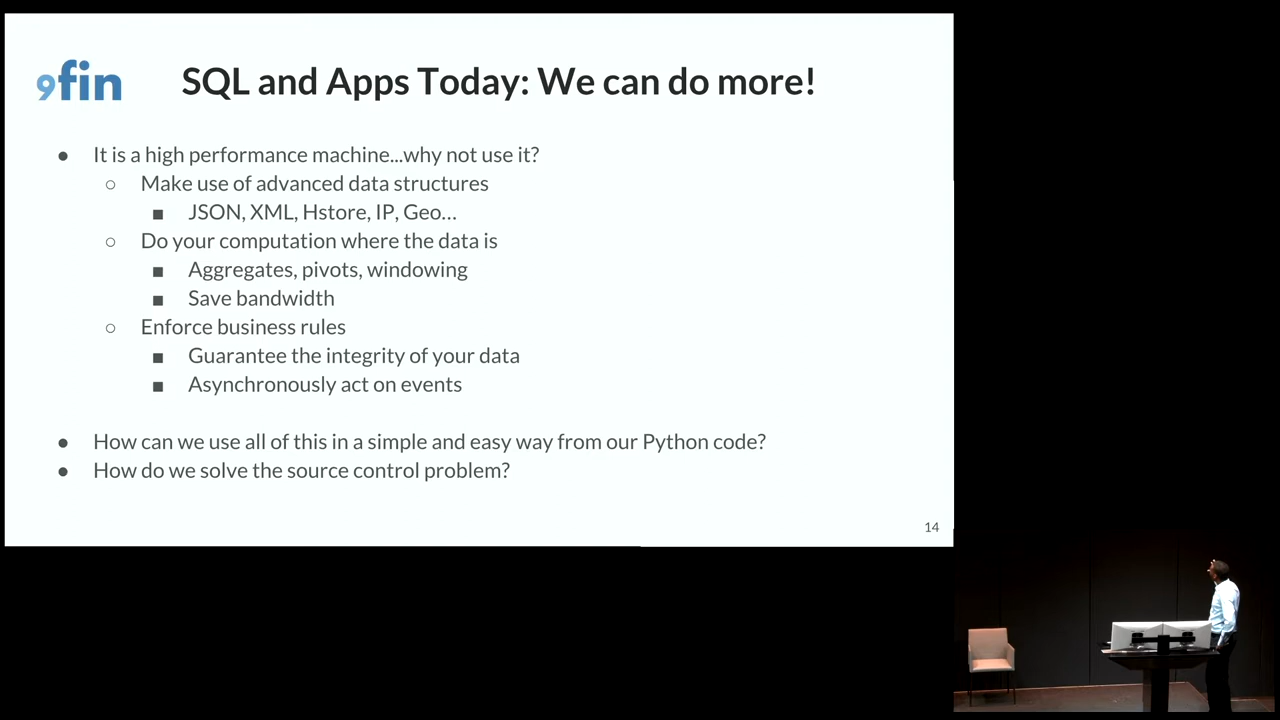 9fin
SQL and Apps Today: We can do more!
● It is a high performance machine...why not use it?
○ Make use of advanced data structures
■ JSON, XML, Hstore, IP, Geo...
○ Do your computation where the data is
■ Aggregates, pivots, windowing
■ Save bandwidth
○ Enforce business rules
■ Guarantee the integrity of your data
■ Asynchronously act on events
● How can we use all of this in a simple and easy way from our Python code?
● How do we solve the source control problem?
14